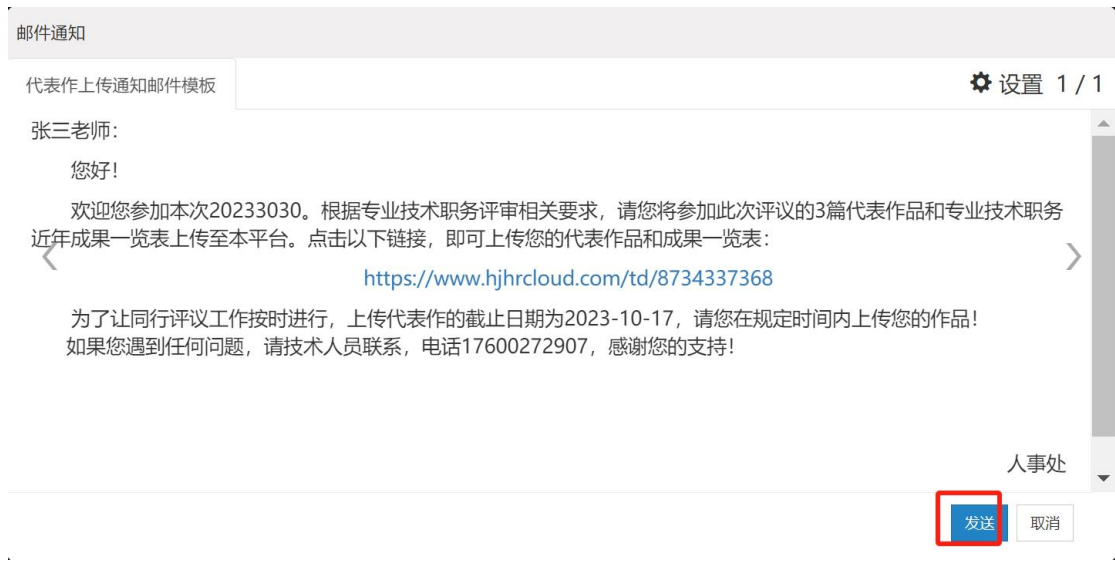 邮件通知
代表作上传通知邮件模板
设置 1 / 1
张三老师：
您好！
欢迎您参加本次20233030。根据专业技术职务评审相关要求，请您将参加此次评议的3篇代表作品和专业技术职务
近年成果一览表上传至本平台。点击以下链接，即可上传您的代表作品和成果一览表：
https://www.hjhrcloud.com/td/8734337368
为了让同行评议工作按时进行，上传代表作的截止日期为2023-10-17，请您在规定时间内上传您的作品！
如果您遇到任何问题，请技术人员联系，电话17600272907，感谢您的支持！
人事处
发送 取消